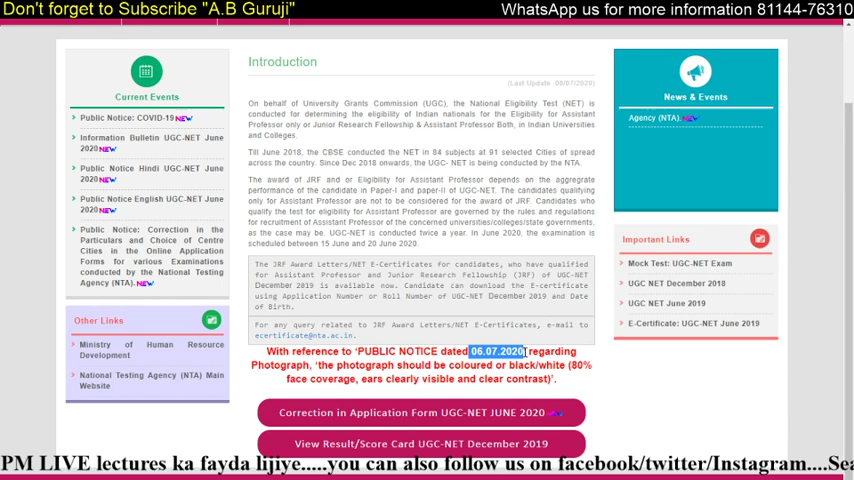 Don't forget to Subscribe "A.B Guruji"
WhatsApp us for more information 81144-76310
Current Events
Public Notice: COVID-19 NEW
Information Bulletin UGC-NET June
2020 NEW
Public Notice Hindi UGC-NET June
2020 NEW
Public Notice English UGC-NET June
2020 NEW
Public Notice: Correction in the
Particulars and Choice of Centre
Cities in the Online Application
Forms for various Examinations
conducted by the National Testing
Agency (NTA). NEW
Other Links
Ministry of Human Resource
Development
National Testing Agency (NTA) Main
Website
Introduction
(Last Update :08/07/2020)
On behalf of University Grants Commission (UGC), the National Eligibility Test (NET) is
conducted for determining the eligibility of Indian nationals for the Eligibility for Assistant
Professor only or Junior Research Fellowship & Assistant Professor Both, in Indian Universities
and Colleges.
Till June 2018, the CBSE conducted the NET in 84 subjects at 91 selected Cities of spread
across the country. Since Dec 2018 onwards, the UGC- NET is being conducted by the NTA.
The award of JRF and or Eligibility for Assistant Professor depends on the aggregrate
performance of the candidate in Paper-I and paper-II of UGC-NET. The candidates qualifying
only for Assistant Professor are not to be considered for the award of JRF. Candidates who
qualify the test for eligibility for Assistant Professor are governed by the rules and regulations
for recruitment of Assistant Professor of the concerned universities/colleges/state governments,
as the case may be. UGC-NET is conducted twice a year. In June 2020, the examination is
scheduled between 15 June and 20 June 2020.
The JRF Award Letters/NET E-Certificates for candidates, who have qualified
for Assistant Professor and Junior Research Fellowship (JRF) of UGC-NET
December 2019 is available now. Candidate can download the E-certificate
using Application Number or Roll Number of UGC-NET December 2019 and Date
of Birth.
For any query related to JRF Award Letters/NET E-Certificates, e-mail to
ecertificate@nta.ac.in.
With reference to 'PUBLIC NOTICE dated 06.07.2020 regarding
Photograph, 'the photograph should be coloured or black/white (80%
face coverage, ears clearly visible and clear contrast)'.
Correction in Application Form UGC-NET JUNE 2020 NEW
View Result/Score Card UGC-NET December 2019
News & Events
Agency (NTA). NEW
Important Links
Mock Test: UGC-NET Exam
UGC NET December 2018
UGC NET June 2019
E-Certificate: UGC-NET June 2019
PM LIVE lectures ka fayda lijiye.....you can also follow us on facebook/twitter/Instagram....Sea